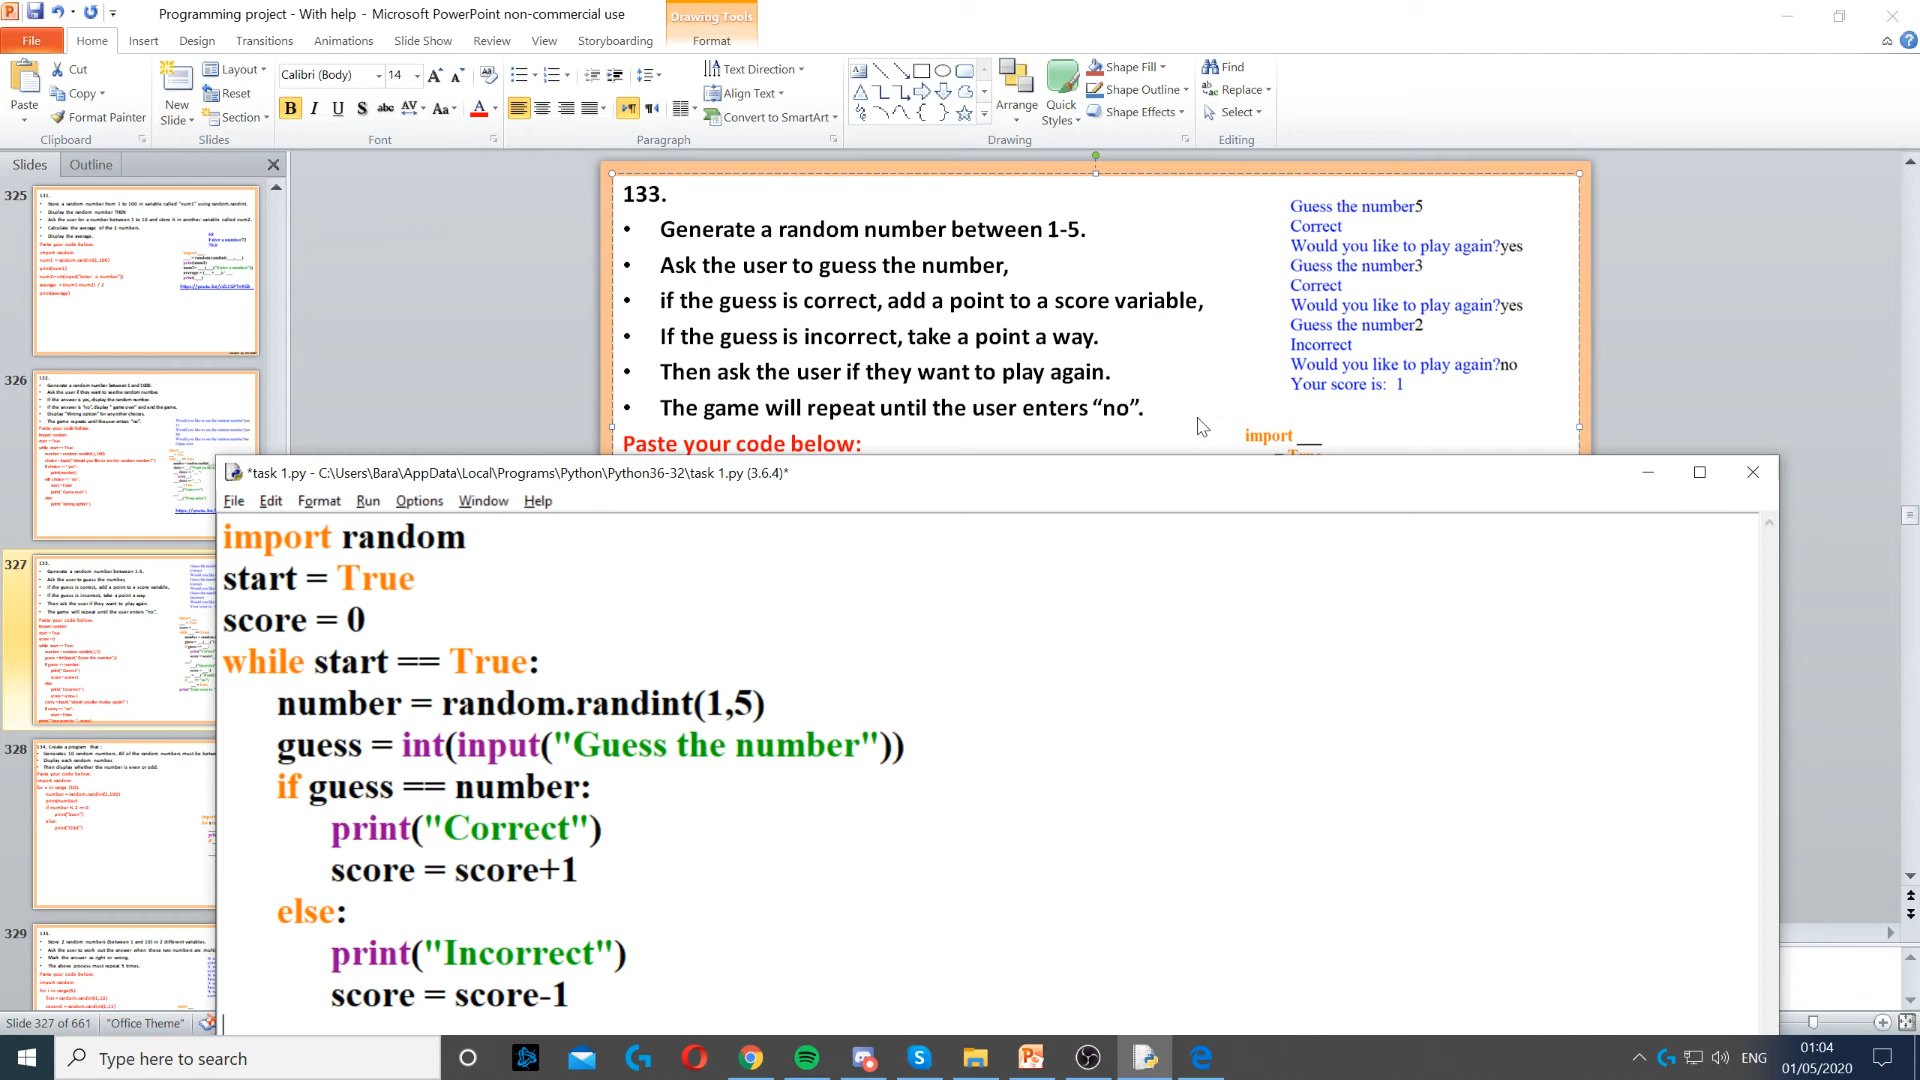 Programming project - With help - Microsoft PowerPoint non-commercial use
Drawing Tools
File
Home
Insert
Design
Transitions
Animations
Slide Show
Review
View
Storyboarding
Format
Paste
Cut
Copy
Format Painter
Clipboard
New
Slide
Layout
Reset
Section
Slides
Calibri (Body)
14
Font
Text Direction
Align Text
Convert to SmartArt
Paragraph
Arrange
Quick
Styles
Shape Fill
Shape Outline
Shape Effects
Drawing
Find
Replace
Select
Editing
Slides
Outline
325
326
327
328
329
133.
• Generate a random number between 1-5.
• Ask the user to guess the number,
• if the guess is correct, add a point to a score variable,
• If the guess is incorrect, take a point a way.
• Then ask the user if they want to play again.
• The game will repeat until the user enters “no”.
Paste your code below:
Guess the number5
Correct
Would you like to play again?yes
Guess the number3
Correct
Would you like to play again?yes
Guess the number2
Incorrect
Would you like to play again?no
Your score is:  1
import ___
*task 1.py - C:\Users\Bara\AppData\Local\Programs\Python\Python36-32\task 1.py (3.6.4)*
File Edit Format Run Options Window Help
import random
start = True
score = 0
while start == True:
    number = random.randint(1,5)
    guess = int(input("Guess the number"))
    if guess == number:
        print("Correct")
        score = score+1
    else:
        print("Incorrect")
        score = score-1
Slide 327 of 661
"Office Theme"
Type here to search
ENG
01:04
01/05/2020